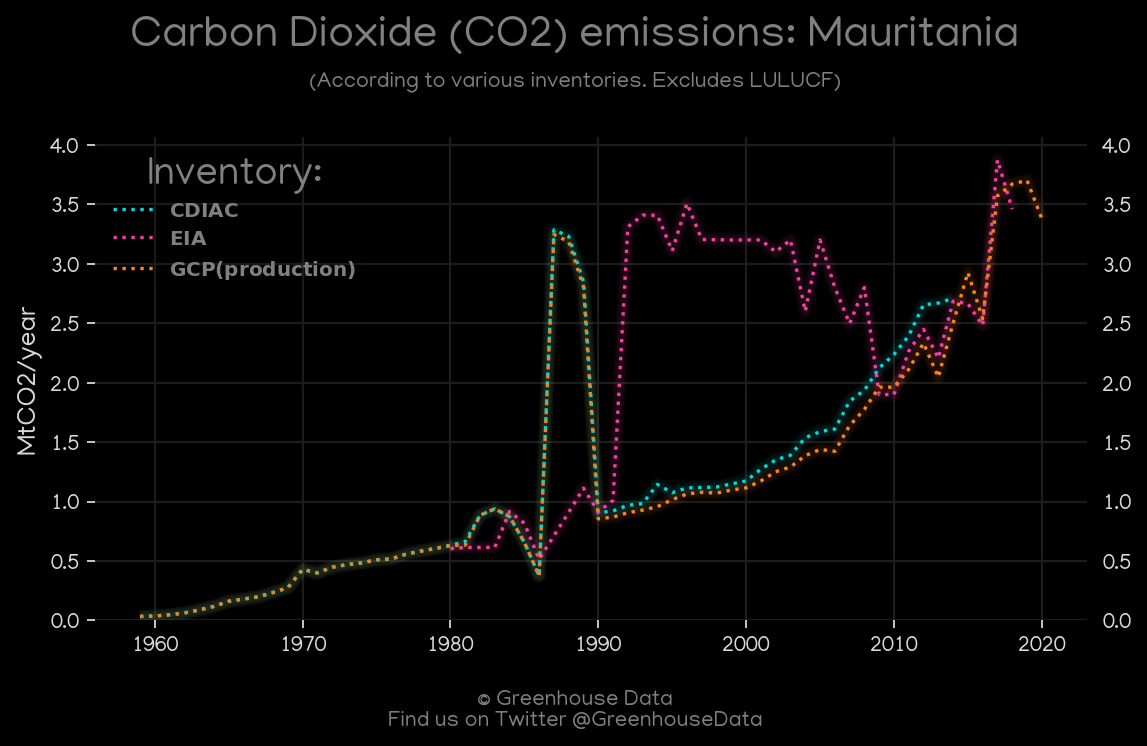 Carbon Dioxide (CO2) emissions: Mauritania
(According to various inventories. Excludes LULUCF)
4.0
3.5
3.0
2.5
2.0
1.5
1.0
0.5
0.0
MtCO2/year
Inventory:
CDIAC
EIA
GCP(production)
4.0
3.5
3.0
2.5
2.0
1.5
1.0
0.5
0.0
1960 1970 1980 1990 2000 2010 2020
© Greenhouse Data
Find us on Twitter @GreenhouseData